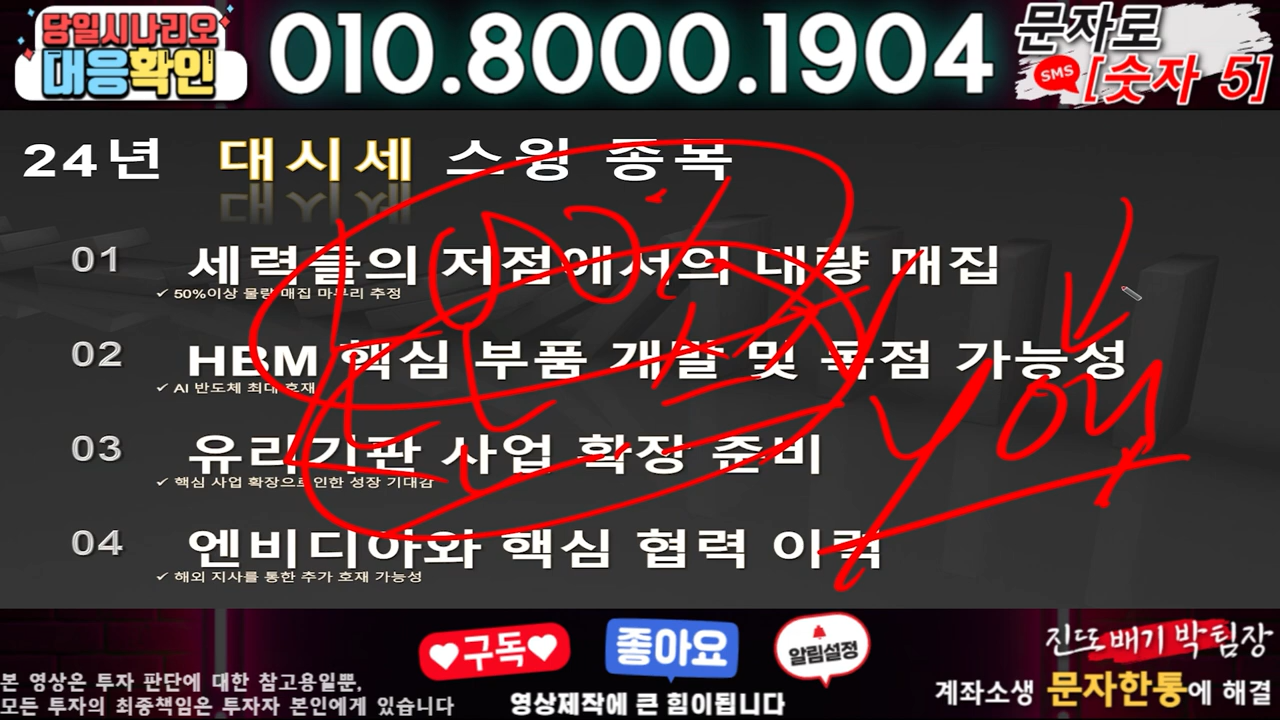 당일시나리오
대응확인
010.8000.1904
문자로
SMS [숫자 5]
24년 대시세 스윙 종목
01 세력들의 저점에서의 대량 매집
✓ 50%이상 물량 매집 마무리 추정
02 HBM 핵심 부품 개발 및 독점 가능성
✓ AI 반도체 최대 호재
03 유리기판 사업 확장 준비
✓ 핵심 사업 확장으로 인한 성장 기대감
04 엔비디아와 핵심 협력 이력
✓ 해외 지사를 통한 추가 호재 가능성
구독
좋아요
알림설정
영상제작에 큰 힘이됩니다
본 영상은 투자 판단에 대한 참고용일뿐,
모든 투자의 최종책임은 투자자 본인에게 있습니다
진또배기 박팀장
계좌소생 문자한통에 해결